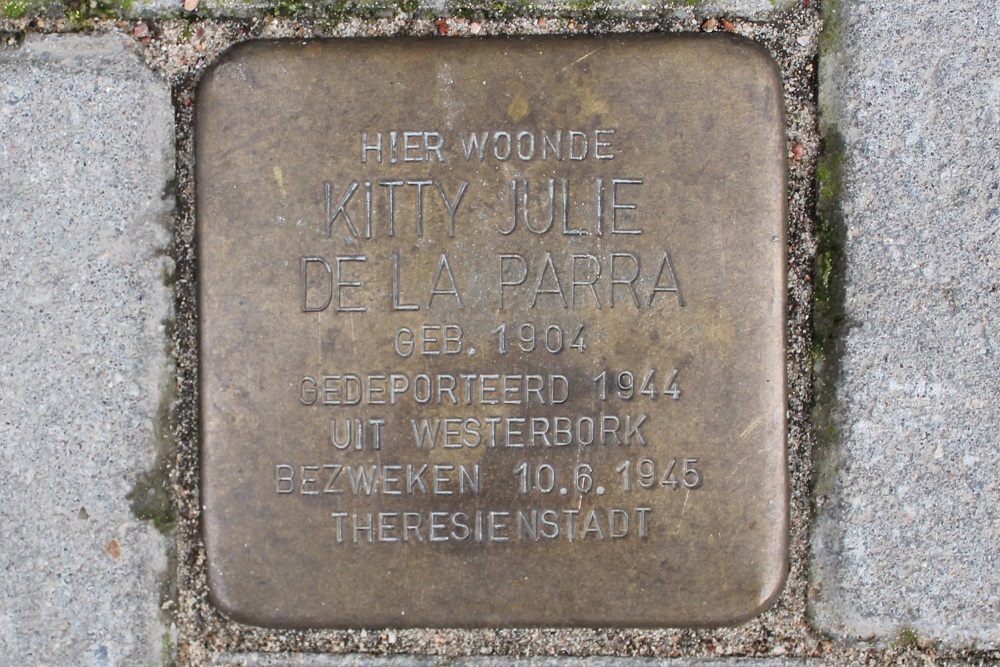 HIER WOONDE
KITTY JULIE
DE LA PARRA
GEB. 1904
GEDEPORTEERD 1944
UIT WESTERBORK
BEZWEKEN 10.6.1945
THERESIENSTADT